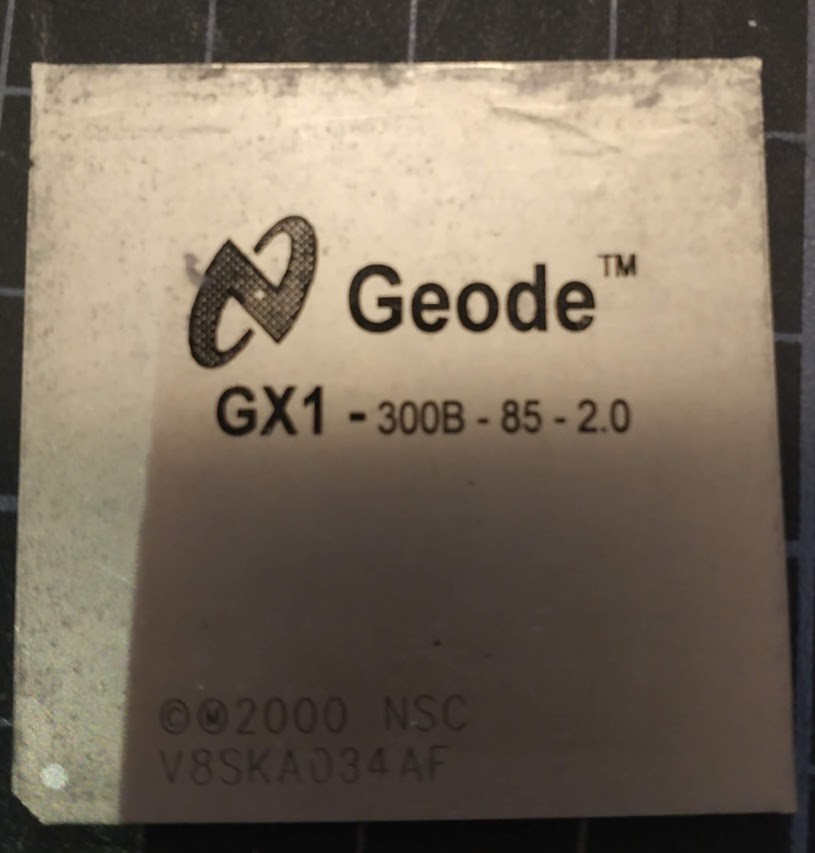 Geode™
GX1 - 300B - 85 - 2.0
©Ⓜ2000 NSC
V8SKA034AF